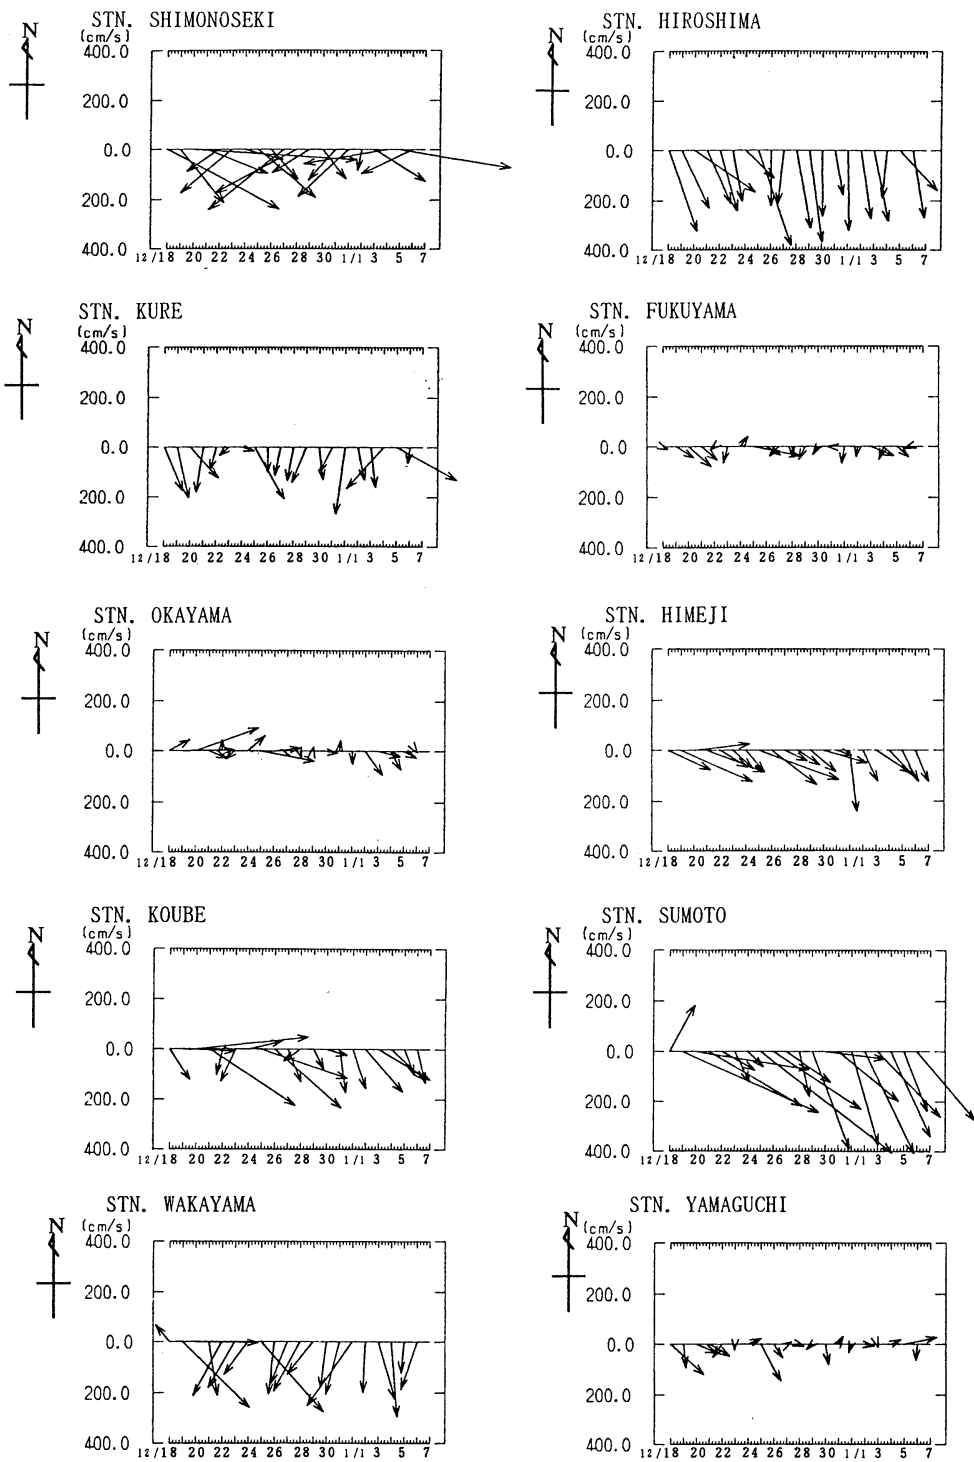 STN. SHIMONOSEKI
N
(cm/s)
400.0
200.0
0.0
200.0
400.0
12/18 20 22 24 26 28 30 1/1 3 5 7
STN. HIROSHIMA
N
(cm/s)
400.0
200.0
0.0
200.0
400.0
12/18 20 22 24 26 28 30 1/1 3 5 7
STN. KURE
N
(cm/s)
400.0
200.0
0.0
200.0
400.0
12/18 20 22 24 26 28 30 1/1 3 5 7
STN. FUKUYAMA
N
(cm/s)
400.0
200.0
0.0
200.0
400.0
12/18 20 22 24 26 28 30 1/1 3 5 7
STN. OKAYAMA
N
(cm/s)
400.0
200.0
0.0
200.0
400.0
12/18 20 22 24 26 28 30 1/1 3 5 7
STN. HIMEJI
N
(cm/s)
400.0
200.0
0.0
200.0
400.0
12/18 20 22 24 26 28 30 1/1 3 5 7
STN. KOUBE
N
(cm/s)
400.0
200.0
0.0
200.0
400.0
12/18 20 22 24 26 28 30 1/1 3 5 7
STN. SUMOTO
N
(cm/s)
400.0
200.0
0.0
200.0
400.0
12/18 20 22 24 26 28 30 1/1 3 5 7
STN. WAKAYAMA
N
(cm/s)
400.0
200.0
0.0
200.0
400.0
12/18 20 22 24 26 28 30 1/1 3 5 7
STN. YAMAGUCHI
N
(cm/s)
400.0
200.0
0.0
200.0
400.0
12/18 20 22 24 26 28 30 1/1 3 5 7